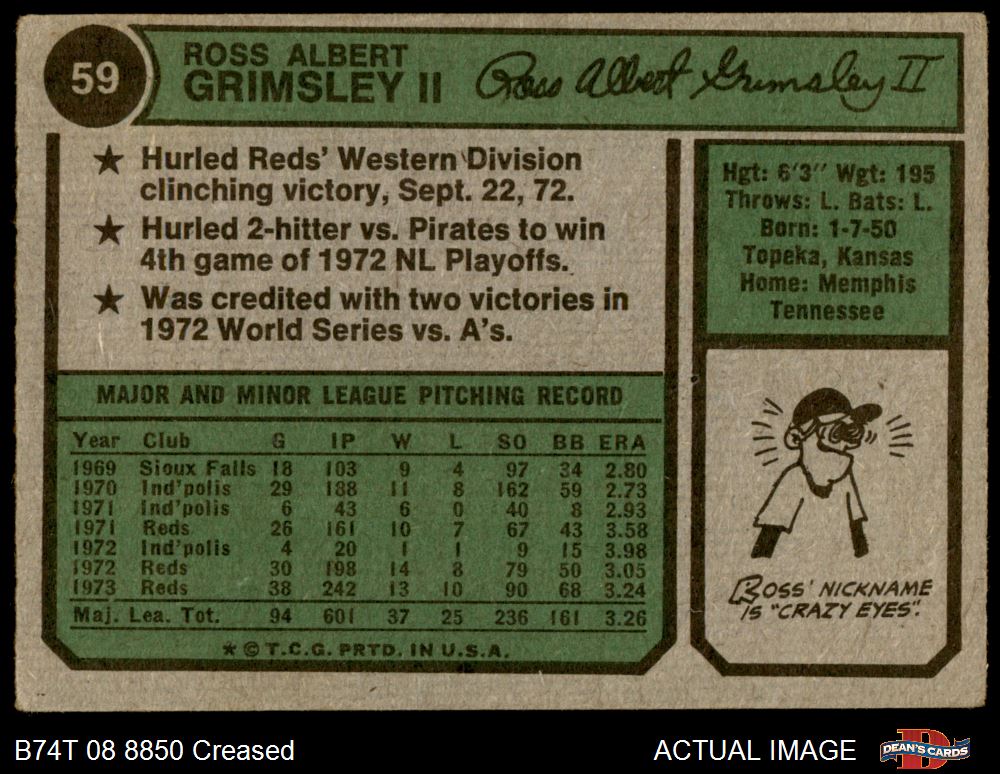 59
ROSS ALBERT
GRIMSLEY II
Ross Albert Grimsley II
★ Hurled Reds' Western Division
clinching victory, Sept. 22, 72.
★ Hurled 2-hitter vs. Pirates to win
4th game of 1972 NL Playoffs.
★ Was credited with two victories in
1972 World Series vs. A's.
Hgt: 6'3" Wgt: 195
Throws: L. Bats: L.
Born: 1-7-50
Topeka, Kansas
Home: Memphis
Tennessee
MAJOR AND MINOR LEAGUE PITCHING RECORD
Year Club G IP W L SO BB ERA
1969 Sioux Falls 18 103 9 4 97 34 2.80
1970 Ind'polis 29 188 11 8 162 59 2.73
1971 Ind'polis 6 43 6 0 40 8 2.93
1971 Reds 26 161 10 7 67 43 3.58
1972 Ind'polis 4 20 1 1 9 15 3.98
1972 Reds 30 198 14 8 79 50 3.05
1973 Reds 38 242 13 10 90 68 3.24
Maj. Lea. Tot. 94 601 37 25 236 161 3.26
★ © T.C.G. PRTD. IN U.S.A.
ROSS' NICKNAME
IS "CRAZY EYES".
B74T 08 8850 Creased
ACTUAL IMAGE
DEAN'S CARDS